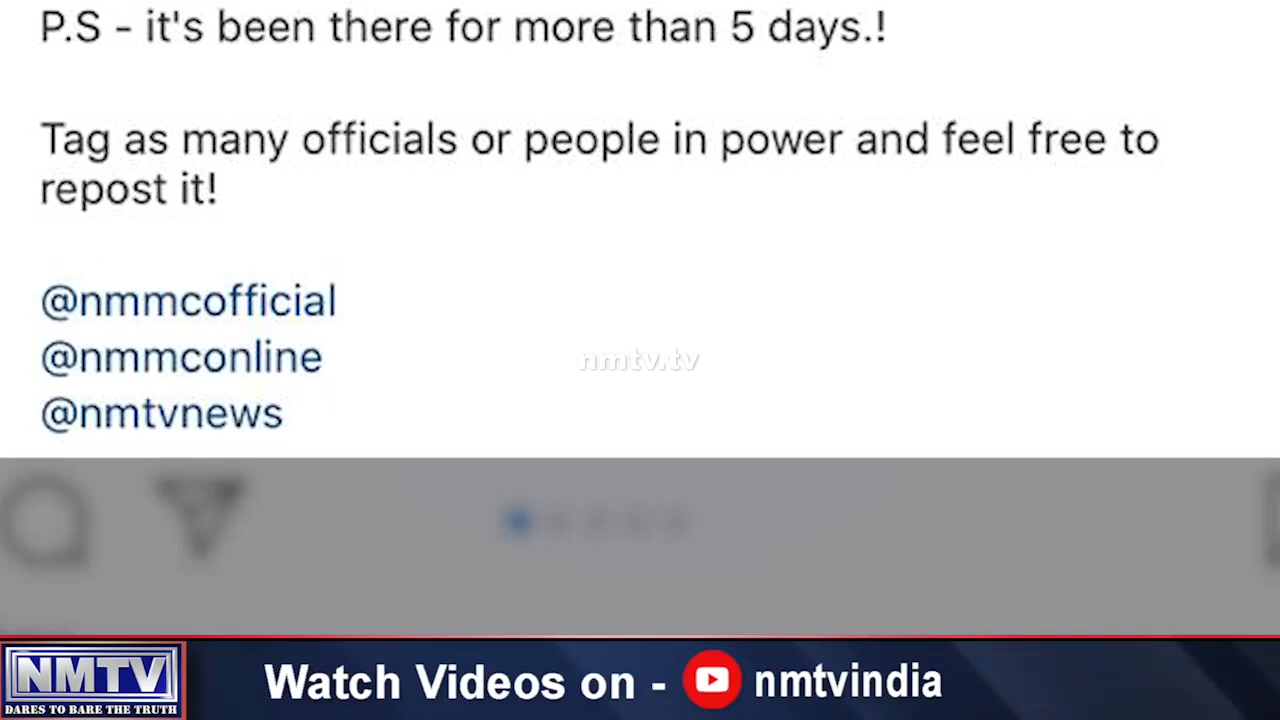 P.S - it's been there for more than 5 days.!
Tag as many officials or people in power and feel free to
repost it!
@nmmcofficial
@nmmconline
@nmtvnews
nmtv.tv
NMTV
DARES TO BARE THE TRUTH
Watch Videos on - nmtvindia